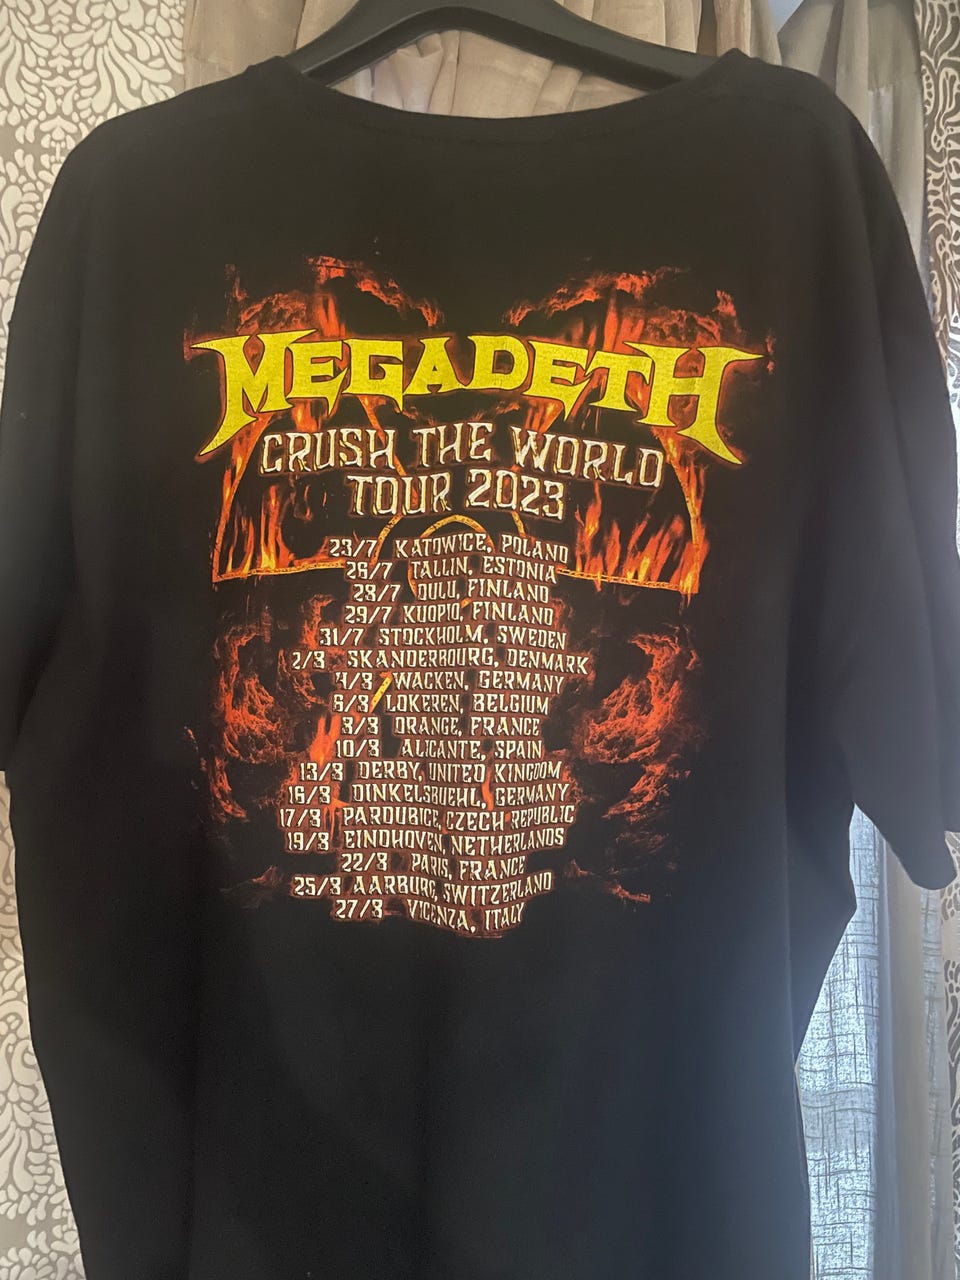 MEGADETH
CRUSH THE WORLD
TOUR 2023
23/7 KATOWICE, POLAND
26/7 TALLIN, ESTONIA
28/7 OULU, FINLAND
29/7 KUOPIO, FINLAND
31/7 STOCKHOLM, SWEDEN
2/8 SKANDERBOURG, DENMARK
4/8 WACKEN, GERMANY
6/8 LOKEREN, BELGIUM
8/8 ORANGE, FRANCE
10/8 ALICANTE, SPAIN
13/8 DERBY, UNITED KINGDOM
16/8 DINKELSBUEHL, GERMANY
17/8 PARDUBICE, CZECH REPUBLIC
19/8 EINDHOVEN, NETHERLANDS
22/8 PARIS, FRANCE
25/8 AARBURG, SWITZERLAND
27/8 VICENZA, ITALY